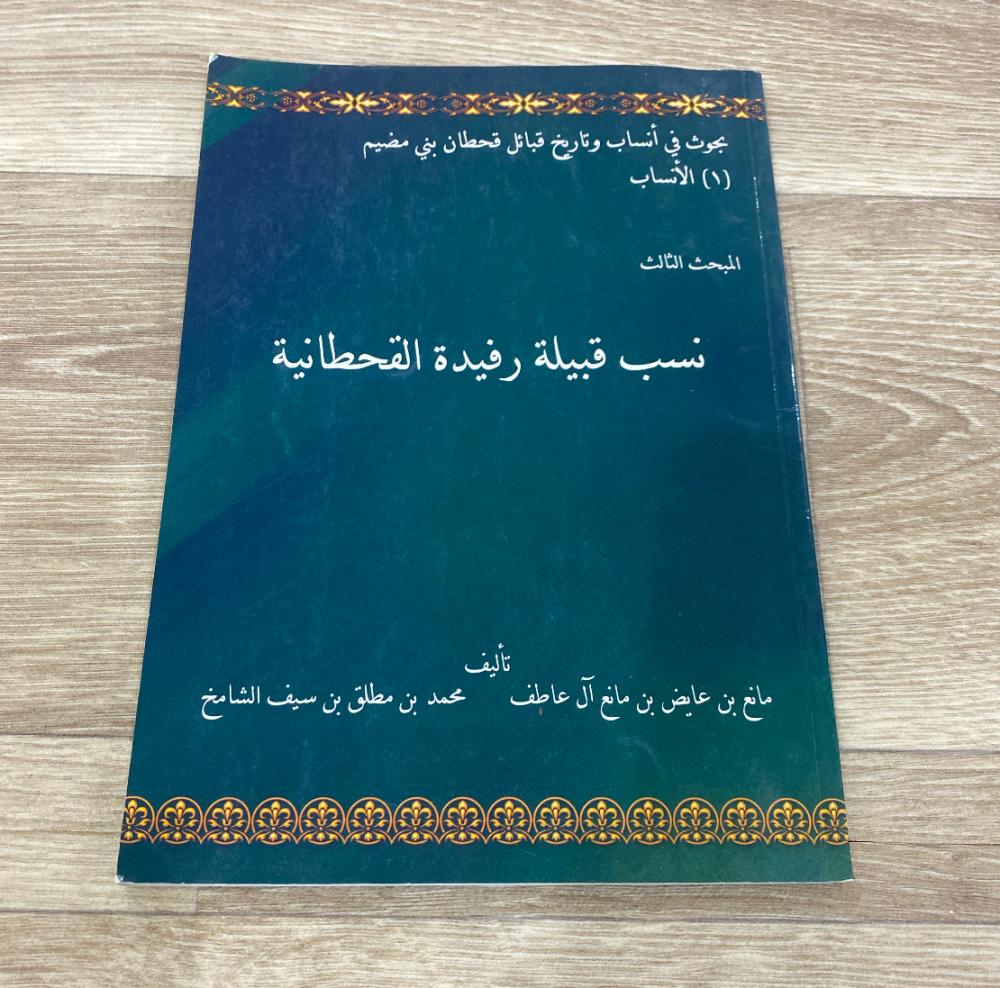 بحوث في أنساب وتاريخ قبائل قحطان بني مضيم
(١) الأنساب
المبحث الثالث
نسب قبيلة رفيدة القحطانية
تأليف
مانع بن عايض بن مانع آل عاطف محمد بن مطلق بن سيف الشامخ